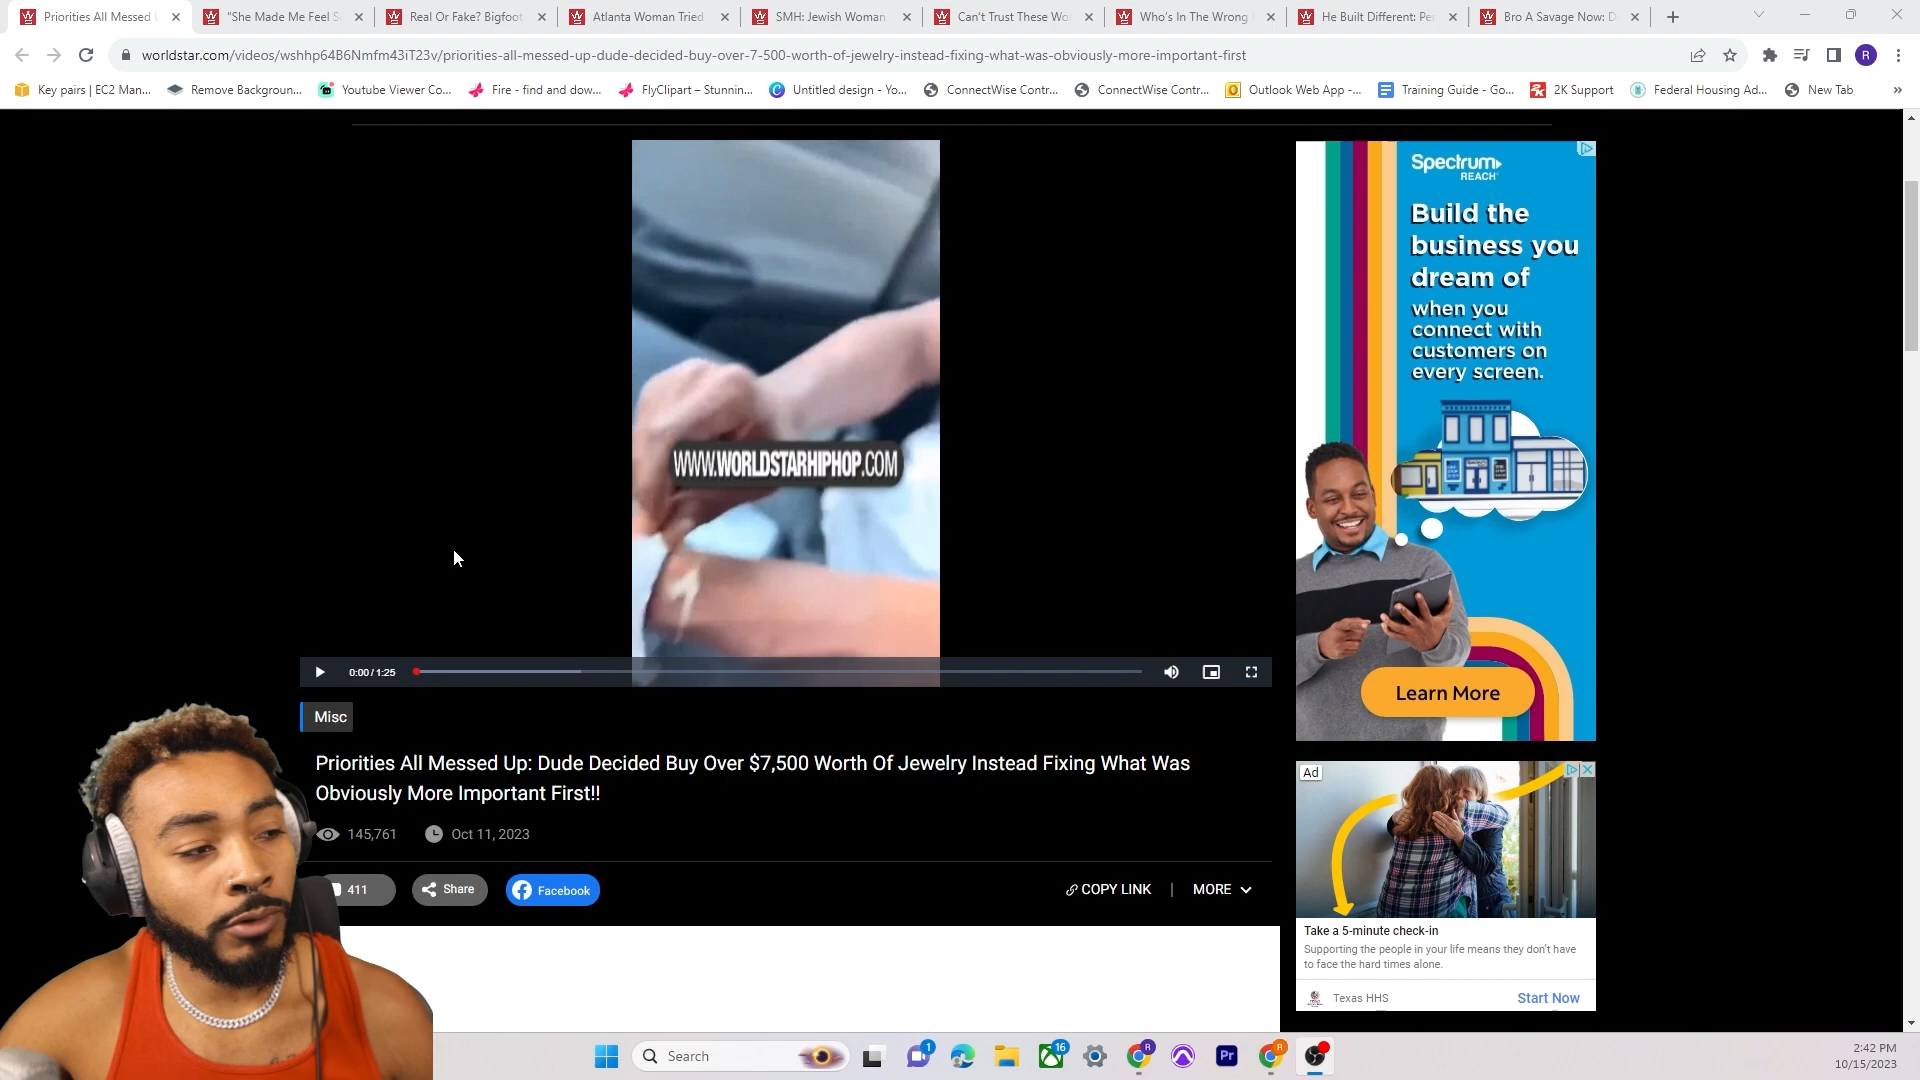 Priorities All Messed
"She Made Me Feel S
Real Or Fake? Bigfoot
Atlanta Woman Tried
SMH: Jewish Woman
Can't Trust These Wo
Who's In The Wrong
He Built Different: Pe
Bro A Savage Now: D
worldstar.com/videos/wshhp64B6Nmfm43iT23v/priorities-all-messed-up-dude-decided-buy-over-7-500-worth-of-jewelry-instead-fixing-what-was-obviously-more-important-first
R
Key pairs | EC2 Man...
Remove Backgroun...
Youtube Viewer Co...
Fire - find and dow...
FlyClipart – Stunnin...
Untitled design - Yo...
ConnectWise Contr...
ConnectWise Contr...
Outlook Web App -...
Training Guide - Go...
2K Support
Federal Housing Ad...
New Tab
»
WWW.WORLDSTARHIPHOP.COM
0:00 / 1:25
Misc
Priorities All Messed Up: Dude Decided Buy Over $7,500 Worth Of Jewelry Instead Fixing What Was
Obviously More Important First!!
145,761
Oct 11, 2023
411
Share
Facebook
COPY LINK
|
MORE
Spectrum
REACH
Build the
business you
dream of
when you
connect with
customers on
every screen.
Learn More
Ad
Take a 5-minute check-in
Supporting the people in your life means they don't have
to face the hard times alone.
Texas HHS
Start Now
Search
1
16
R
Pr
R
2:42 PM
10/15/2023